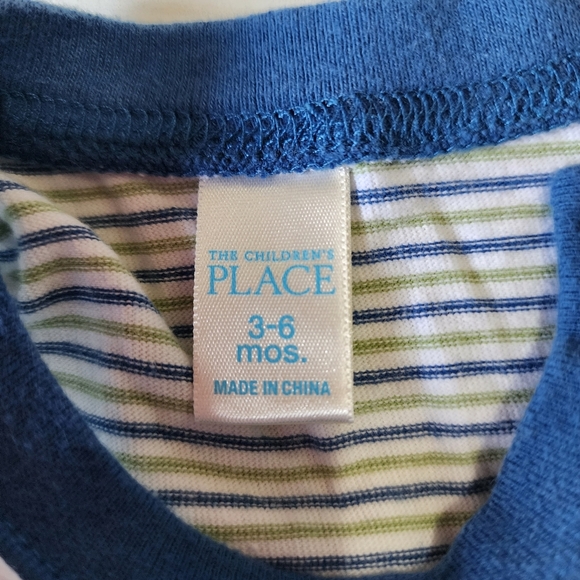 THE CHILDREN'S
PLACE
3-6
mos.
MADE IN CHINA